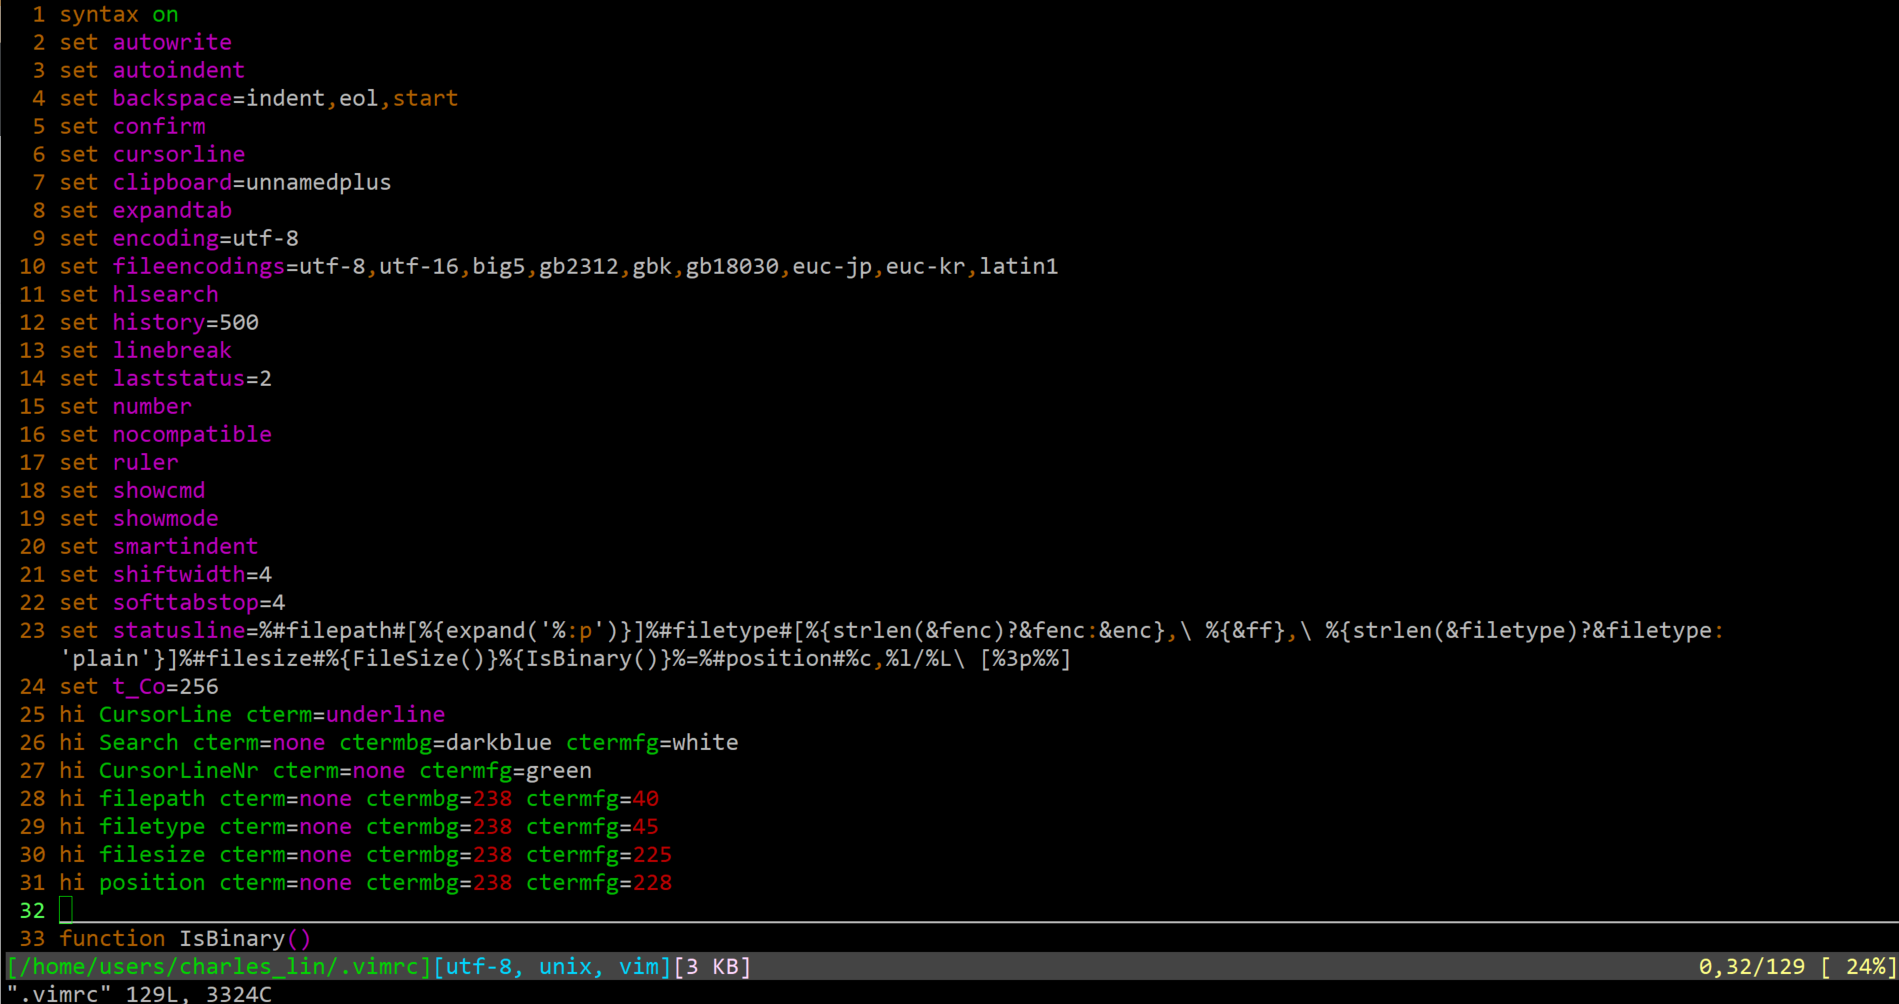 1 syntax on
2 set autowrite
3 set autoindent
4 set backspace=indent,eol,start
5 set confirm
6 set cursorline
7 set clipboard=unnamedplus
8 set expandtab
9 set encoding=utf-8
10 set fileencodings=utf-8,utf-16,big5,gb2312,gbk,gb18030,euc-jp,euc-kr,latin1
11 set hlsearch
12 set history=500
13 set linebreak
14 set laststatus=2
15 set number
16 set nocompatible
17 set ruler
18 set showcmd
19 set showmode
20 set smartindent
21 set shiftwidth=4
22 set softtabstop=4
23 set statusline=%#filepath#[%{expand('%:p')}]%#filetype#[%{strlen(&fenc)?&fenc:&enc},\ %{&ff},\ %{strlen(&filetype)?&filetype:
'plain'}]%#filesize#%{FileSize()}%{IsBinary()}%=%#position#%c,%l/%L\ [%3p%%]
24 set t_Co=256
25 hi CursorLine cterm=underline
26 hi Search cterm=none ctermbg=darkblue ctermfg=white
27 hi CursorLineNr cterm=none ctermfg=green
28 hi filepath cterm=none ctermbg=238 ctermfg=40
29 hi filetype cterm=none ctermbg=238 ctermfg=45
30 hi filesize cterm=none ctermbg=238 ctermfg=225
31 hi position cterm=none ctermbg=238 ctermfg=228
32
33 function IsBinary()
[/home/users/charles_lin/.vimrc][utf-8, unix, vim][3 KB] 0,32/129 [ 24%]
".vimrc" 129L, 3324C